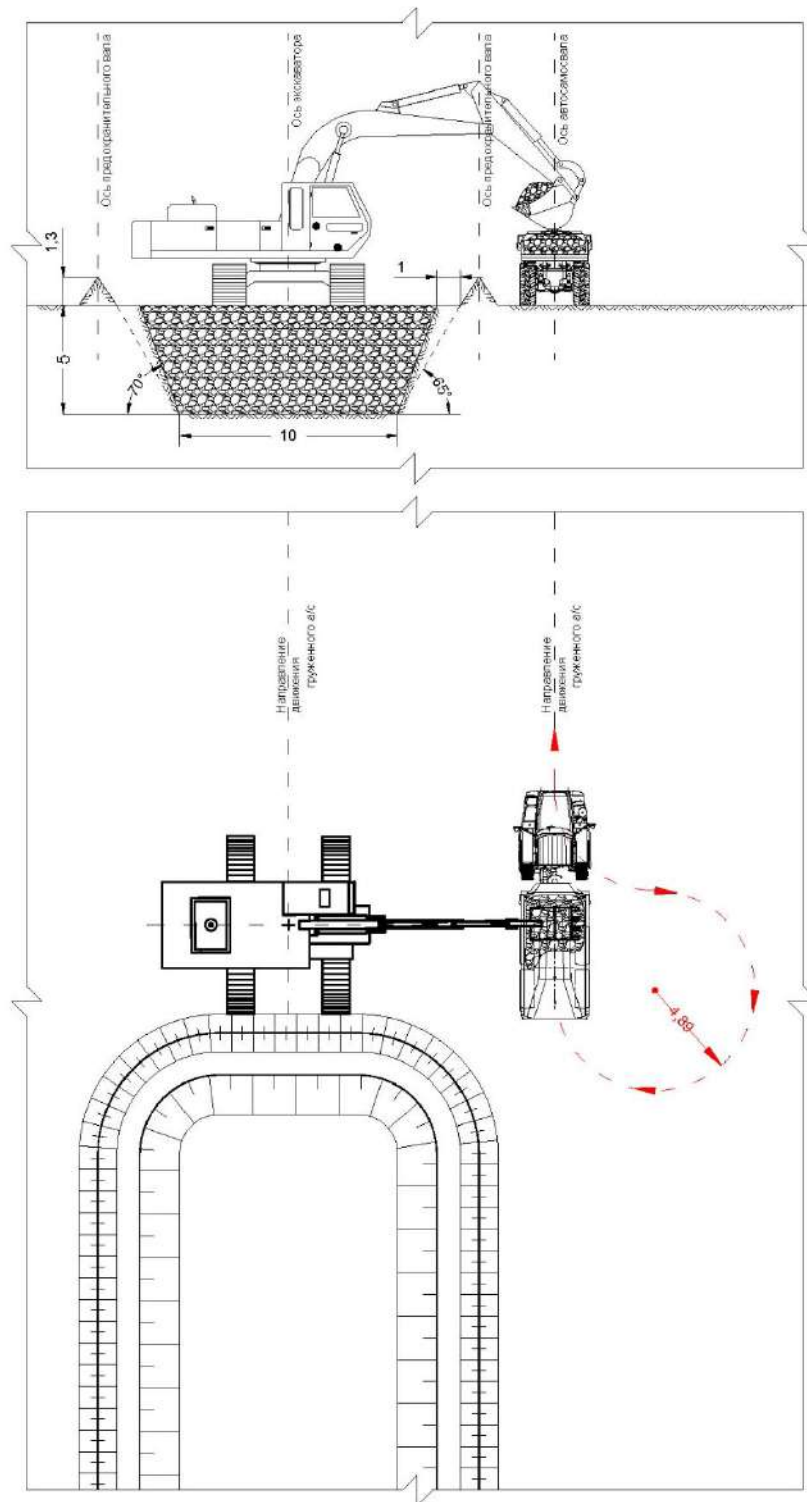 Ось предохранительного вала
Ось экскаватора
Ось предохранительного вала
Ось автосамосвала
1,3
1
5
70°
65°
10
Направление
движения
груженного а/с
Направление
движения
груженного а/с
4,89